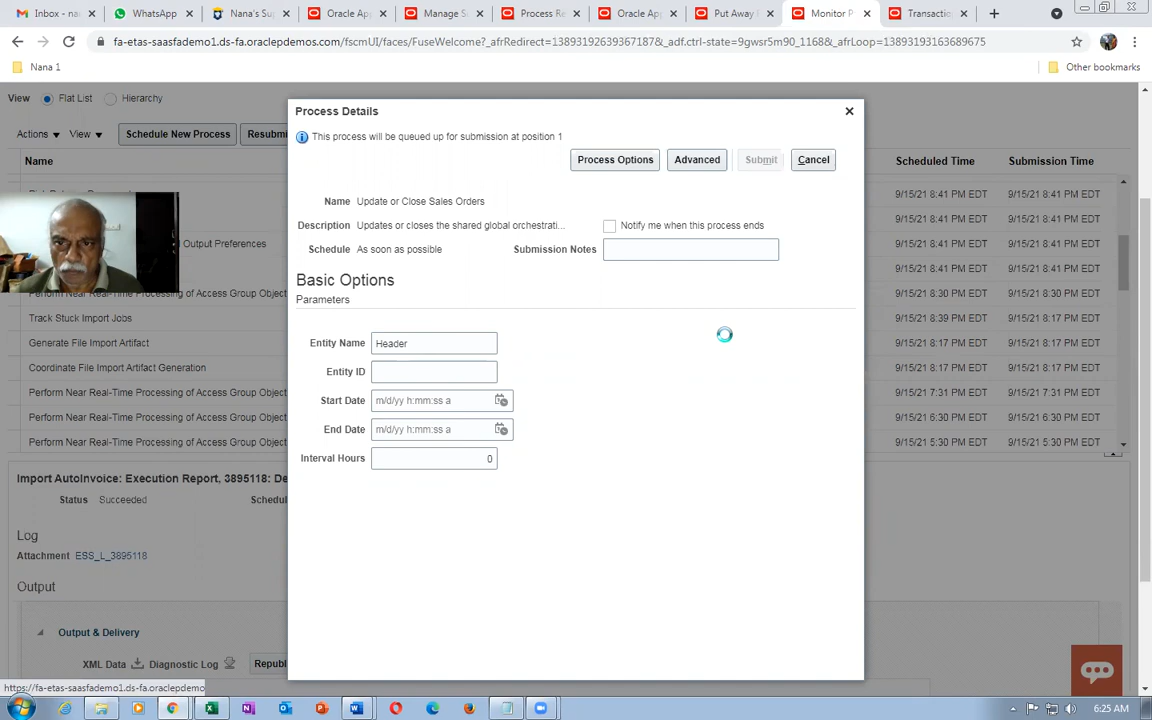 Inbox - nan
WhatsApp
Nana's Sup
Oracle App
Manage S
Process Re
Oracle App
Put Away P
Monitor P
Transaction
fa-etas-saasfademo1.ds-fa.oraclepdemos.com/fscmUI/faces/FuseWelcome?_afrRedirect=13893192639367187&_adf.ctrl-state=9gwsr5m90_1168&_afrLoop=13893193163689675
Nana 1
Other bookmarks
View Flat List Hierarchy
Actions View Schedule New Process Resubmi
Name Scheduled Time Submission Time
9/15/21 8:41 PM EDT 9/15/21 8:41 PM EDT
9/15/21 8:41 PM EDT 9/15/21 8:41 PM EDT
Output Preferences 9/15/21 8:41 PM EDT 9/15/21 8:41 PM EDT
9/15/21 8:41 PM EDT 9/15/21 8:41 PM EDT
Perform Near Real-Time Processing of Access Group Object 9/15/21 8:30 PM EDT 9/15/21 8:30 PM EDT
Track Stuck Import Jobs 9/15/21 8:39 PM EDT 9/15/21 8:17 PM EDT
Generate File Import Artifact 9/15/21 8:17 PM EDT 9/15/21 8:17 PM EDT
Coordinate File Import Artifact Generation 9/15/21 8:17 PM EDT 9/15/21 8:17 PM EDT
Perform Near Real-Time Processing of Access Group Object 9/15/21 7:31 PM EDT 9/15/21 7:31 PM EDT
Perform Near Real-Time Processing of Access Group Object 9/15/21 6:30 PM EDT 9/15/21 6:30 PM EDT
Perform Near Real-Time Processing of Access Group Object 9/15/21 5:30 PM EDT 9/15/21 5:30 PM EDT
Import AutoInvoice: Execution Report, 3895118: De
Status Succeeded Schedul
Log
Attachment ESS_L_3895118
Output
Output & Delivery
XML Data Diagnostic Log Republ
Process Details
This process will be queued up for submission at position 1
Process Options Advanced Submit Cancel
Name Update or Close Sales Orders
Description Updates or closes the shared global orchestrati... Notify me when this process ends
Schedule As soon as possible Submission Notes
Basic Options
Parameters
Entity Name Header
Entity ID
Start Date m/d/yy h:mm:ss a
End Date m/d/yy h:mm:ss a
Interval Hours 0
https://fa-etas-saasfademo1.ds-fa.oraclepdemo
6:25 AM